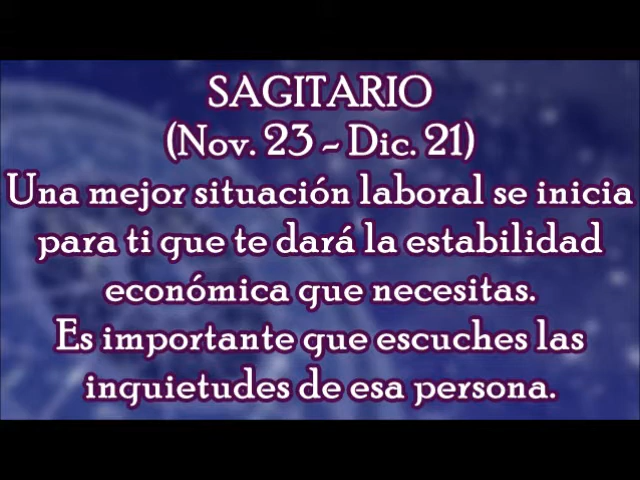 SAGITARIO
(Nov. 23 - Dic. 21)
Una mejor situación laboral se inicia
para ti que te dará la estabilidad
económica que necesitas.
Es importante que escuches las
inquietudes de esa persona.